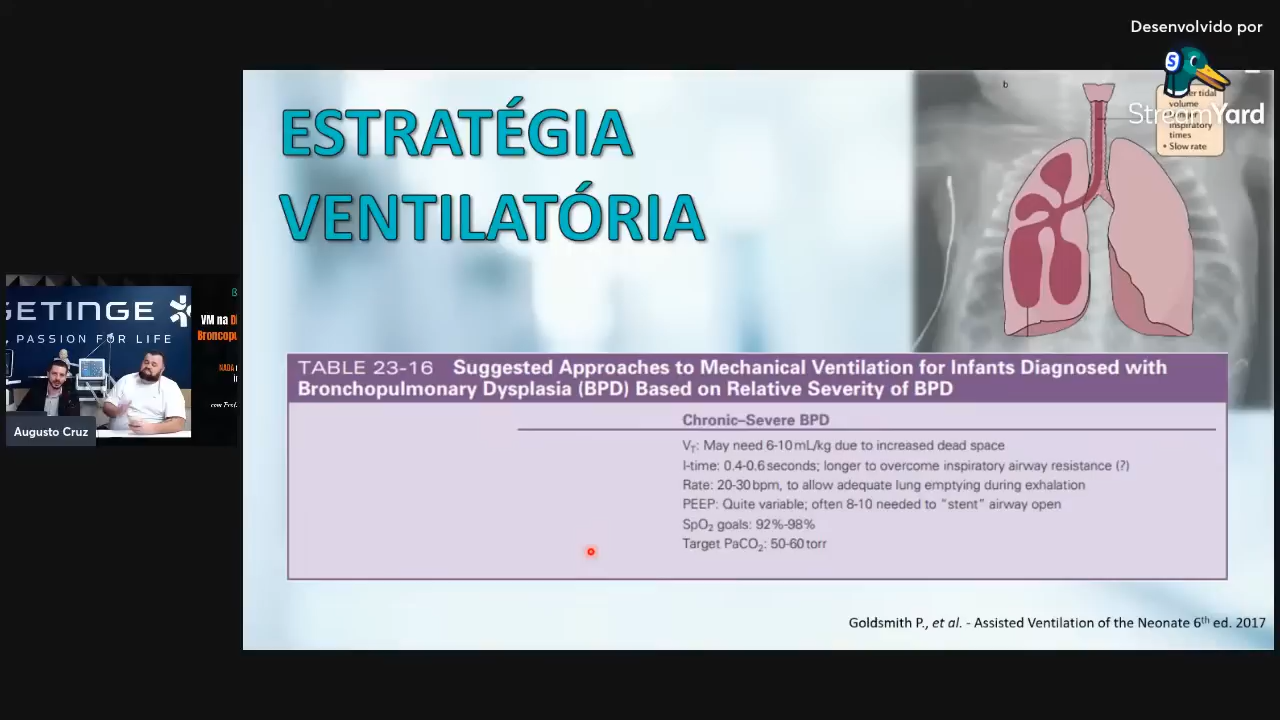 Desenvolvido por
StreamYard
ESTRATÉGIA
VENTILATÓRIA
b
tidal
volume
inspiratory
times
• Slow rate
GETINGE
PASSION FOR LIFE
VM na
Augusto Cruz
TABLE 23-16 Suggested Approaches to Mechanical Ventilation for Infants Diagnosed with
Bronchopulmonary Dysplasia (BPD) Based on Relative Severity of BPD
Chronic–Severe BPD
VT: May need 6-10 mL/kg due to increased dead space
I-time: 0.4-0.6 seconds; longer to overcome inspiratory airway resistance (?)
Rate: 20-30 bpm, to allow adequate lung emptying during exhalation
PEEP: Quite variable; often 8-10 needed to “stent” airway open
SpO2 goals: 92%-98%
Target PaCO2: 50-60 torr
Goldsmith P., et al. - Assisted Ventilation of the Neonate 6th ed. 2017